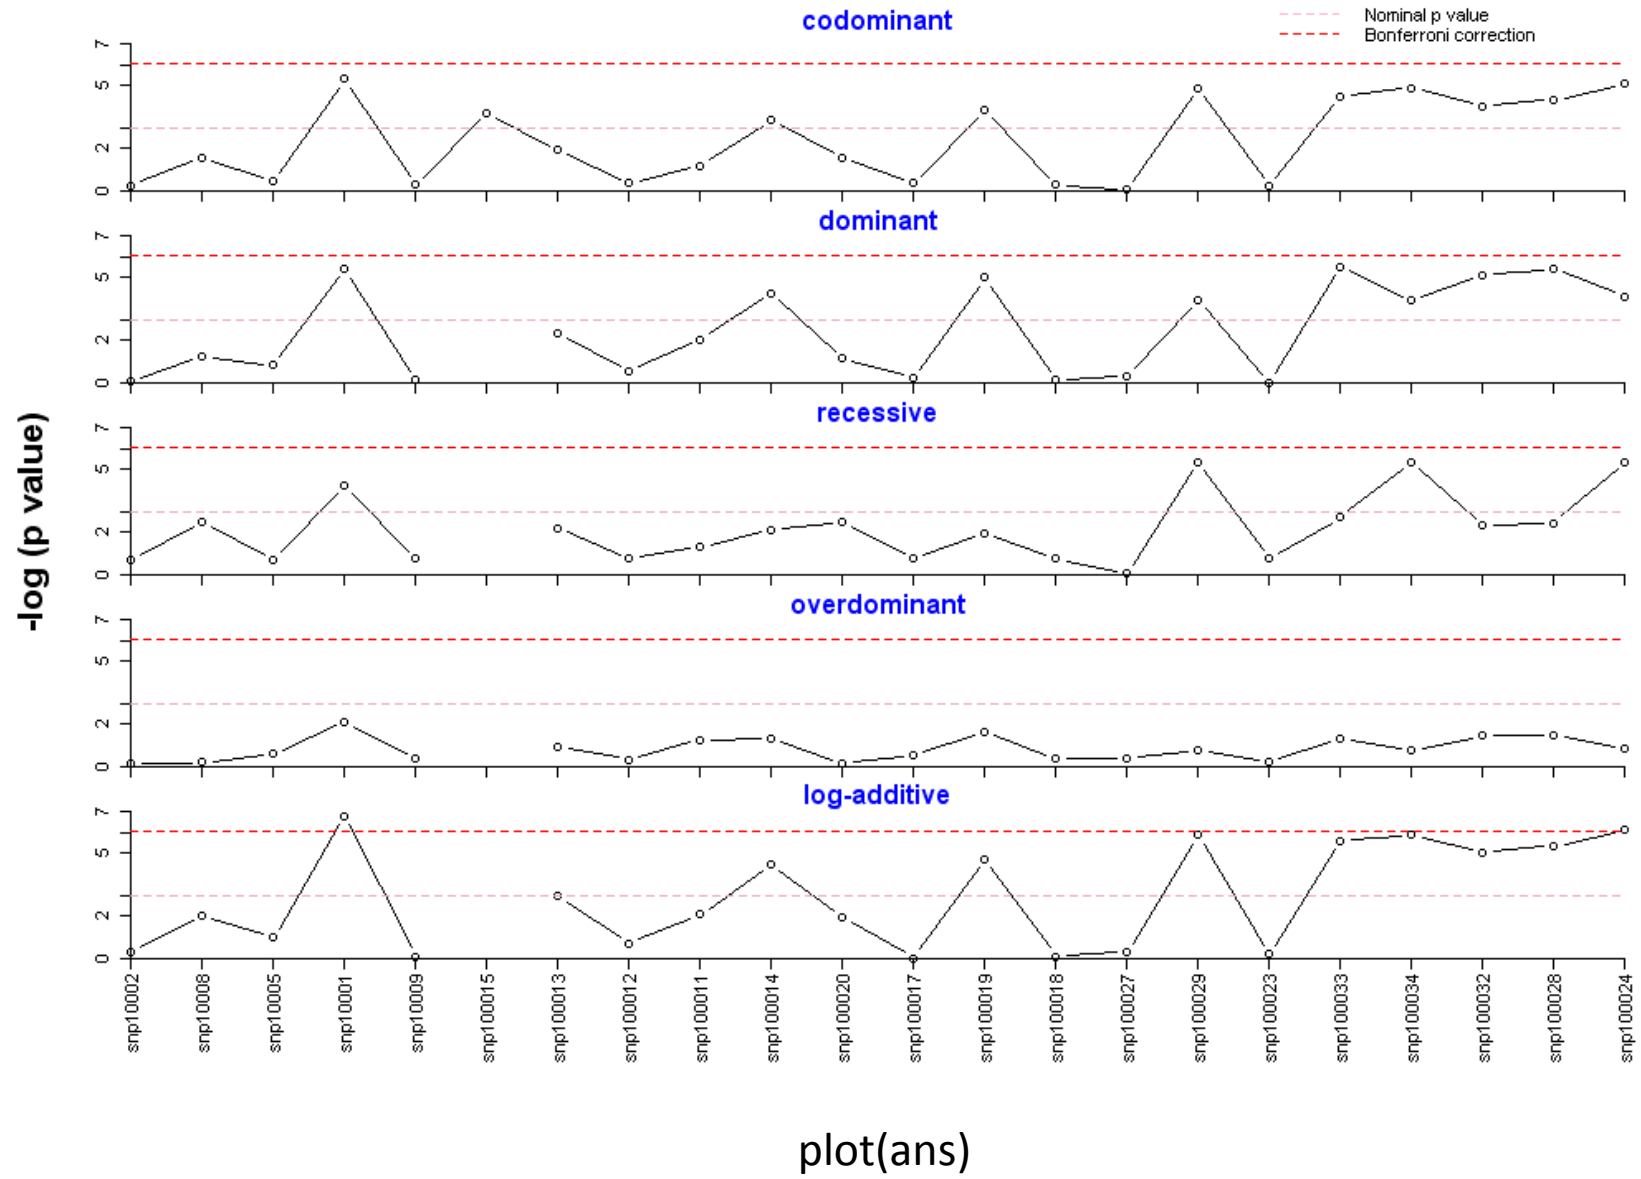 codominant
Nominal p value
Bonferroni correction
7
5
2
0
dominant
7
5
2
0
recessive
7
5
2
0
overdominant
7
5
2
0
log-additive
7
5
2
0
-log (p value)
snp10002
snp10008
snp10005
snp10001
snp10009
snp100015
snp100013
snp100012
snp100011
snp100014
snp100020
snp100017
snp100019
snp100018
snp100027
snp100029
snp100023
snp100033
snp100034
snp100032
snp100028
snp100024
plot(ans)